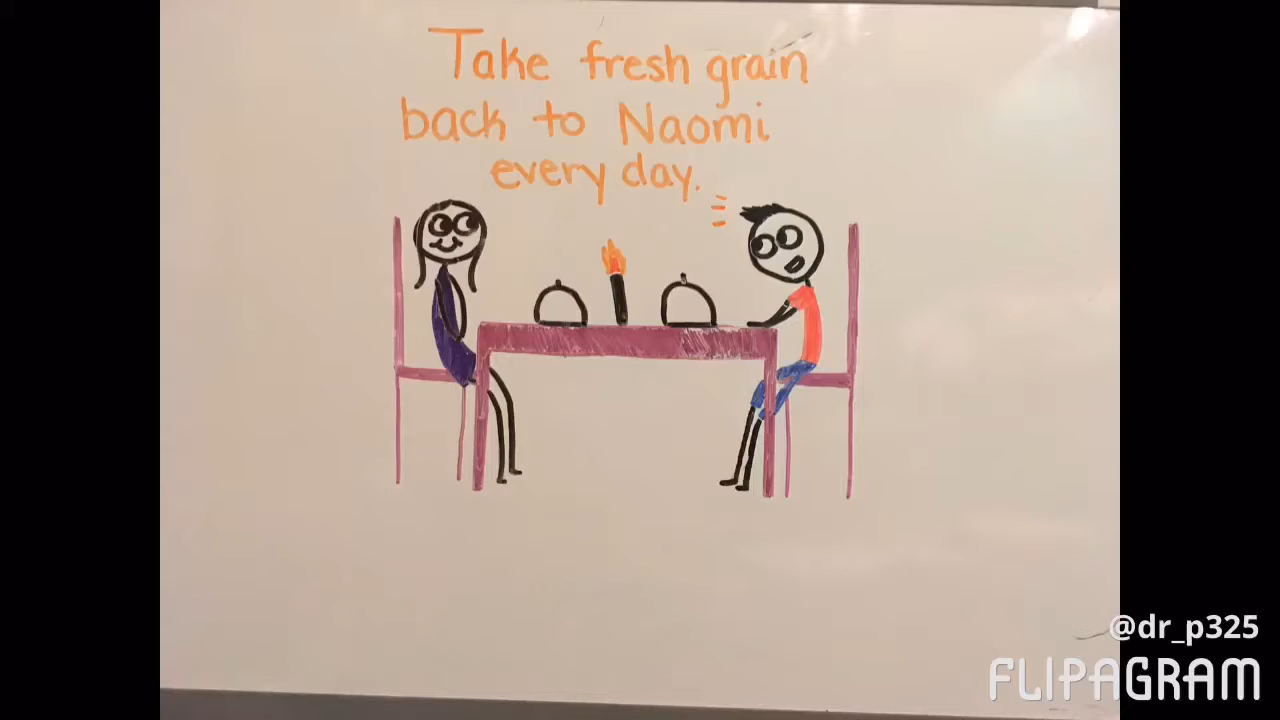 Take fresh grain
back to Naomi
every day.
@dr_p325
FLIPAGRAM